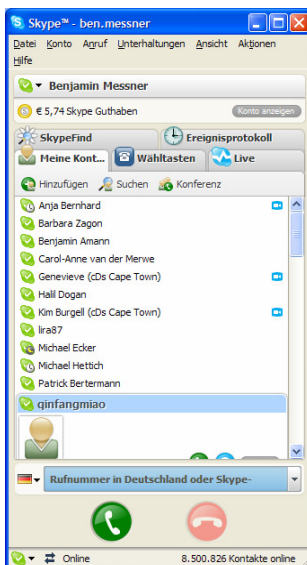 Skype™ - ben.messner
Datei Konto Anruf Unterhaltungen Ansicht Aktionen
Hilfe
Benjamin Messner
€ 5,74 Skype Guthaben Konto anzeigen
SkypeFind Ereignisprotokoll
Meine Kont... Wähltasten Live
Hinzufügen Suchen Konferenz
Anja Bernhard
Barbara Zagon
Benjamin Amann
Carol-Anne van der Merwe
Genevieve (cDs Cape Town)
Halil Dogan
Kim Burgell (cDs Cape Town)
lira87
Michael Ecker
Michael Hettich
Patrick Bertermann
qinfangmiao
Rufnummer in Deutschland oder Skype-
Online 8.500.826 Kontakte online